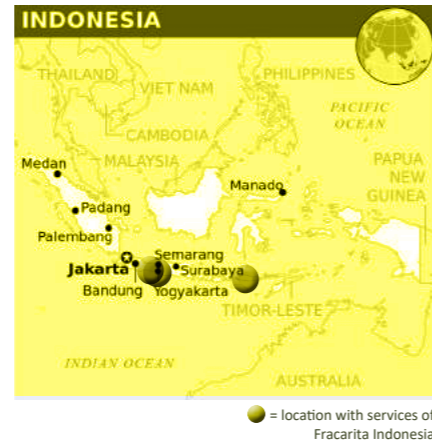 INDONESIA
THAILAND
VIET NAM
PHILIPPINES
PACIFIC
OCEAN
CAMBODIA
MALAYSIA
PAPUA
NEW
GUINEA
Medan
Manado
Padang
Palembang
Semarang
Jakarta
Surabaya
Bandung
Yogyakarta
TIMOR-LESTE
INDIAN OCEAN
AUSTRALIA
= location with services of
Fracarita Indonesia